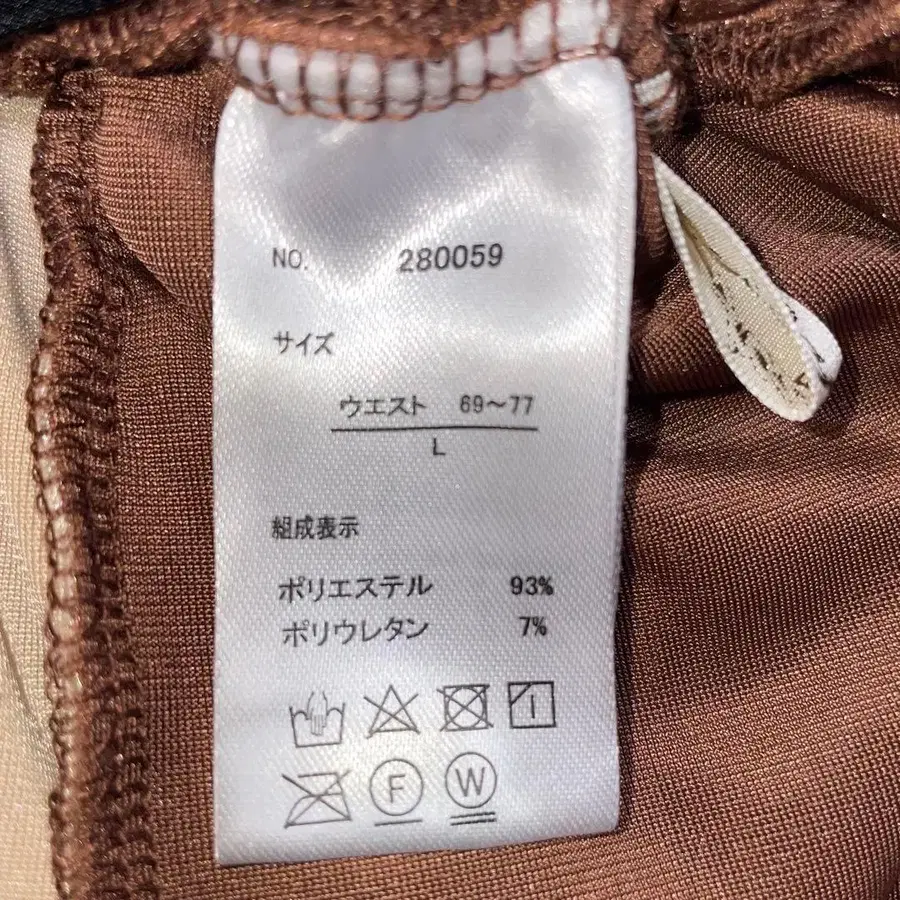 NO. 280059
サイズ
ウエスト 69～77
L
組成表示
ポリエステル 93%
ポリウレタン 7%
F W